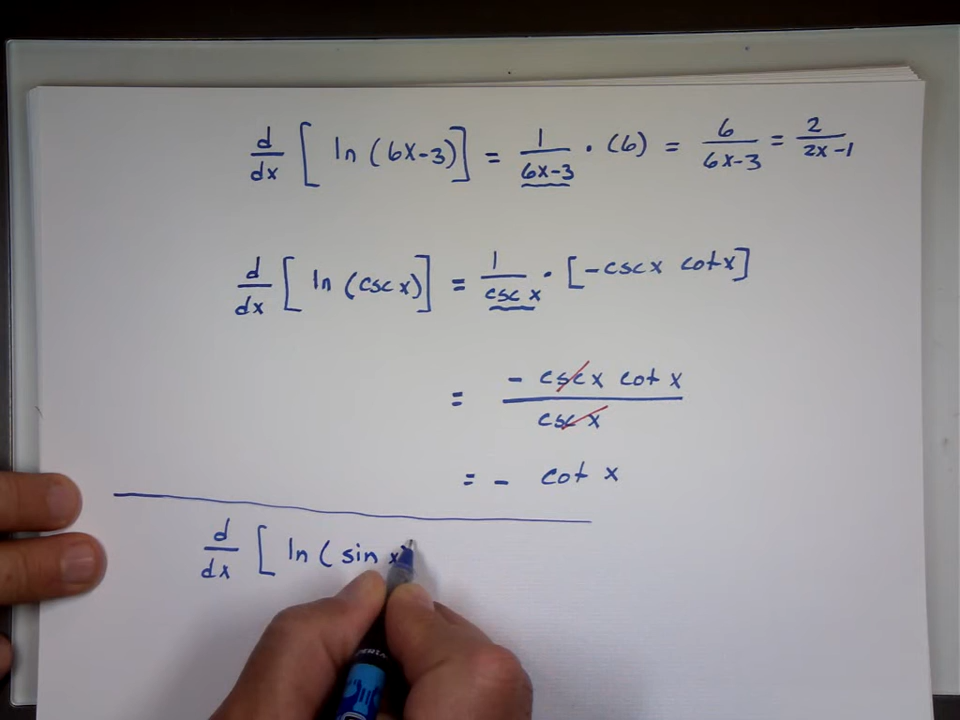 d/dx [ ln (6x-3) ] = 1/(6x-3) · (6) = 6/(6x-3) = 2/(2x-1)
d/dx [ ln (csc x) ] = 1/(csc x) · [-csc x cot x]
= (- csc x cot x)/(csc x)
= - cot x
d/dx [ ln ( sin x